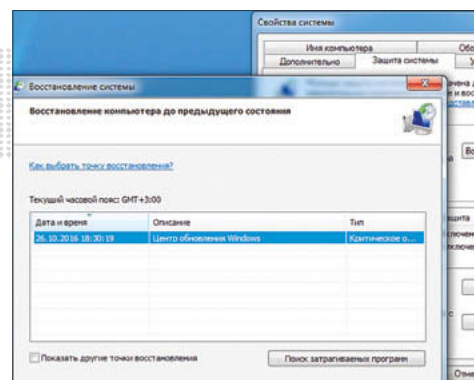 Свойства системы
Имя компьютера
Дополнительно Защита системы
Восстановление системы
Восстановление компьютера до предыдущего состояния
Как выбрать точку восстановления?
Текущий часовой пояс: GMT+3:00
Дата и время Описание Тип
26.10.2016 18:30:19 Центр обновления Windows Критическое о...
Показать другие точки восстановления
Поиск затрагиваемых программ